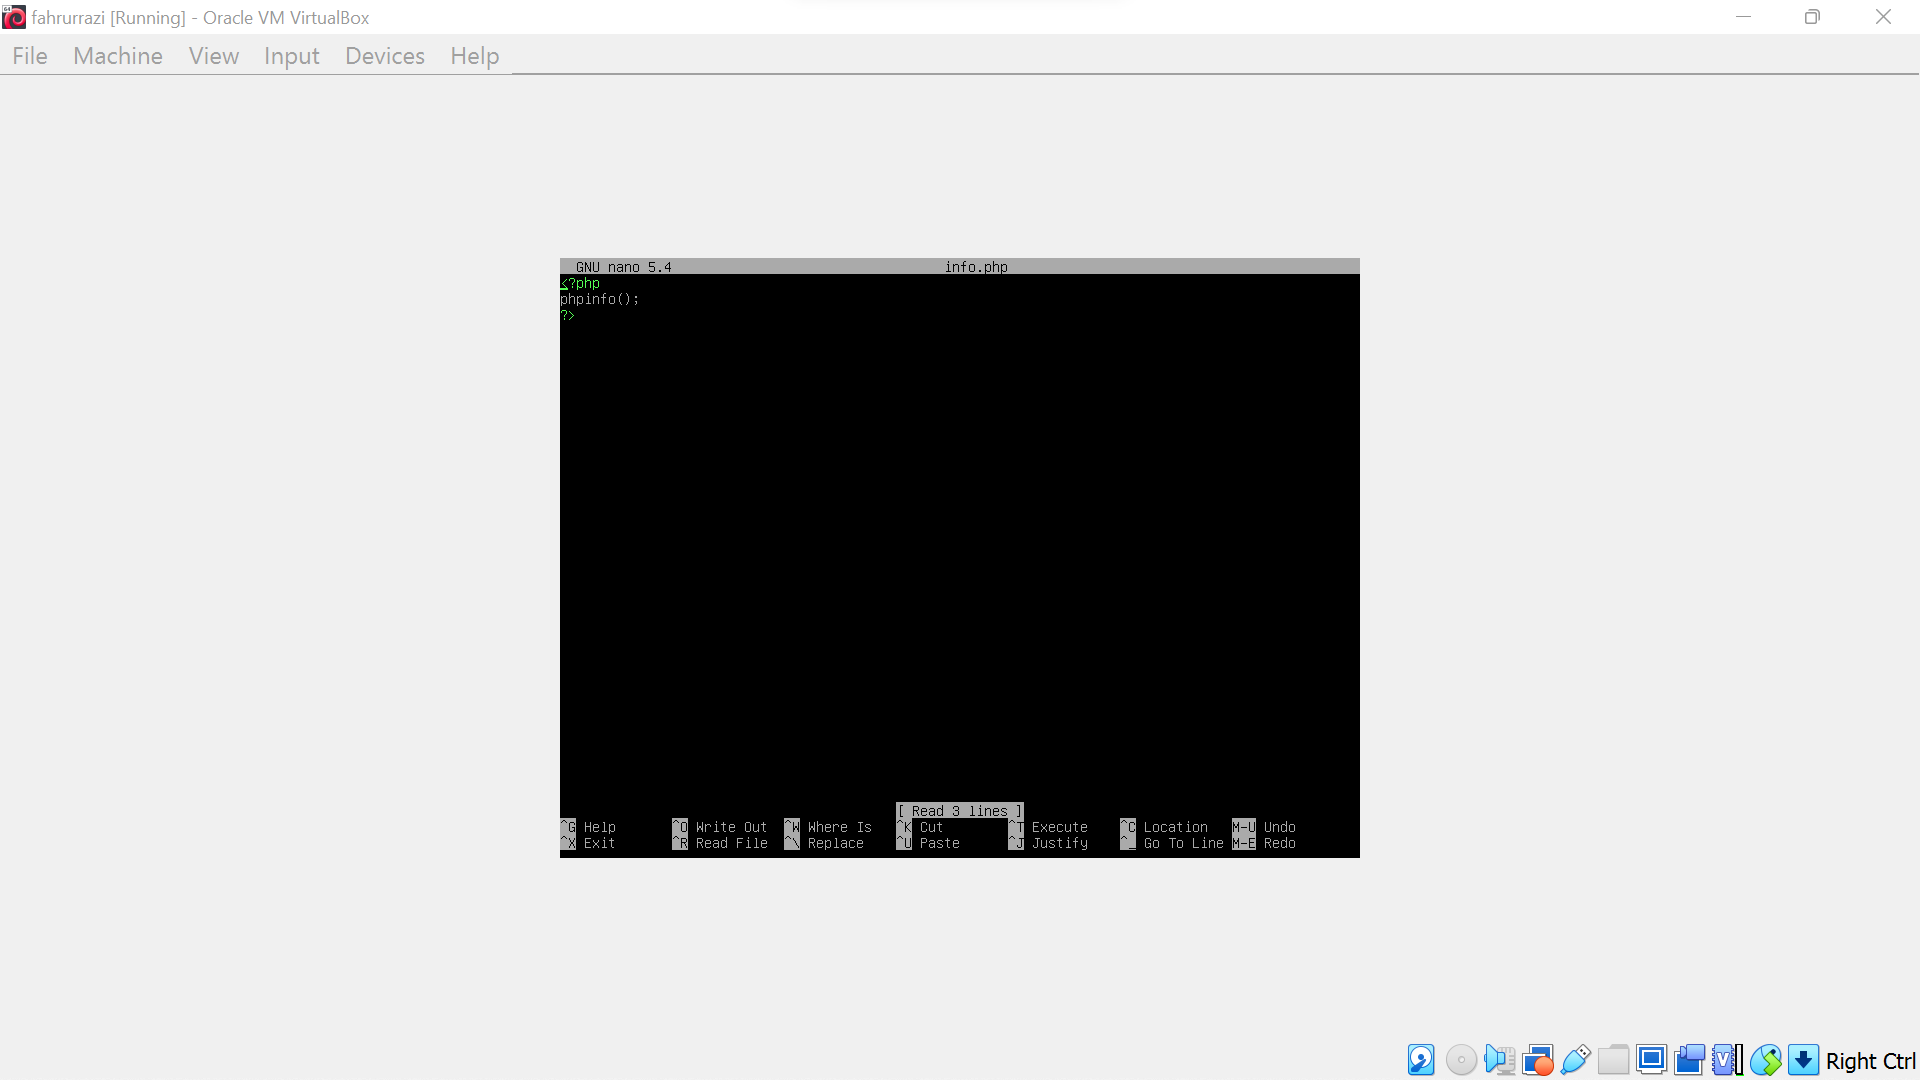 fahrurrazi [Running] - Oracle VM VirtualBox
File Machine View Input Devices Help
GNU nano 5.4 info.php
<?php
phpinfo();
?>
[ Read 3 lines ]
^G Help ^O Write Out ^W Where Is ^K Cut ^T Execute ^C Location M-U Undo
^X Exit ^R Read File ^\ Replace ^U Paste ^J Justify ^_ Go To Line M-E Redo
Right Ctrl